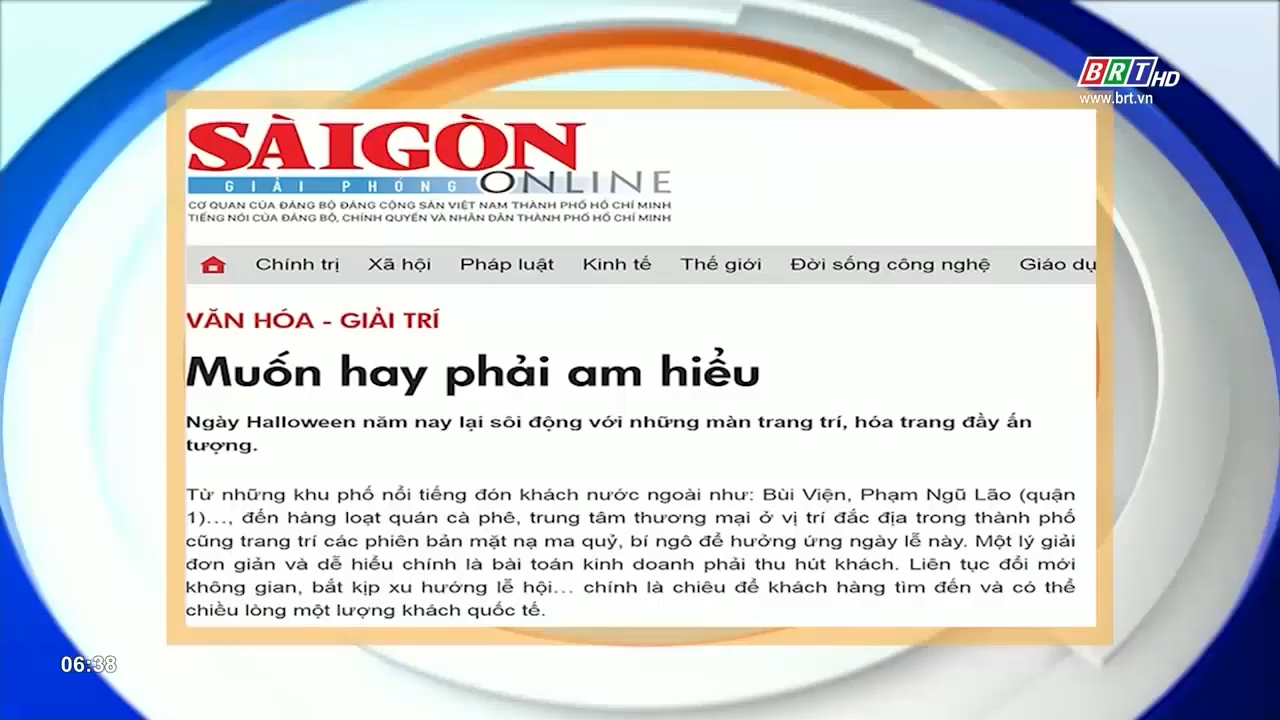 BRT HD
www.brt.vn
SÀIGÒN
GIẢI PHÓNG ONLINE
CƠ QUAN CỦA ĐẢNG BỘ ĐẢNG CỘNG SẢN VIỆT NAM THÀNH PHỐ HỒ CHÍ MINH
TIẾNG NÓI CỦA ĐẢNG BỘ, CHÍNH QUYỀN VÀ NHÂN DÂN THÀNH PHỐ HỒ CHÍ MINH
Chính trị Xã hội Pháp luật Kinh tế Thế giới Đời sống công nghệ Giáo dụ
VĂN HÓA - GIẢI TRÍ
Muốn hay phải am hiểu
Ngày Halloween năm nay lại sôi động với những màn trang trí, hóa trang đầy ấn
tượng.
Từ những khu phố nổi tiếng đón khách nước ngoài như: Bùi Viện, Phạm Ngũ Lão (quận
1)…, đến hàng loạt quán cà phê, trung tâm thương mại ở vị trí đắc địa trong thành phố
cũng trang trí các phiên bản mặt nạ ma quỷ, bí ngô để hưởng ứng ngày lễ này. Một lý giải
đơn giản và dễ hiểu chính là bài toán kinh doanh phải thu hút khách. Liên tục đổi mới
không gian, bắt kịp xu hướng lễ hội… chính là chiêu để khách hàng tìm đến và có thể
chiều lòng một lượng khách quốc tế.
06:38